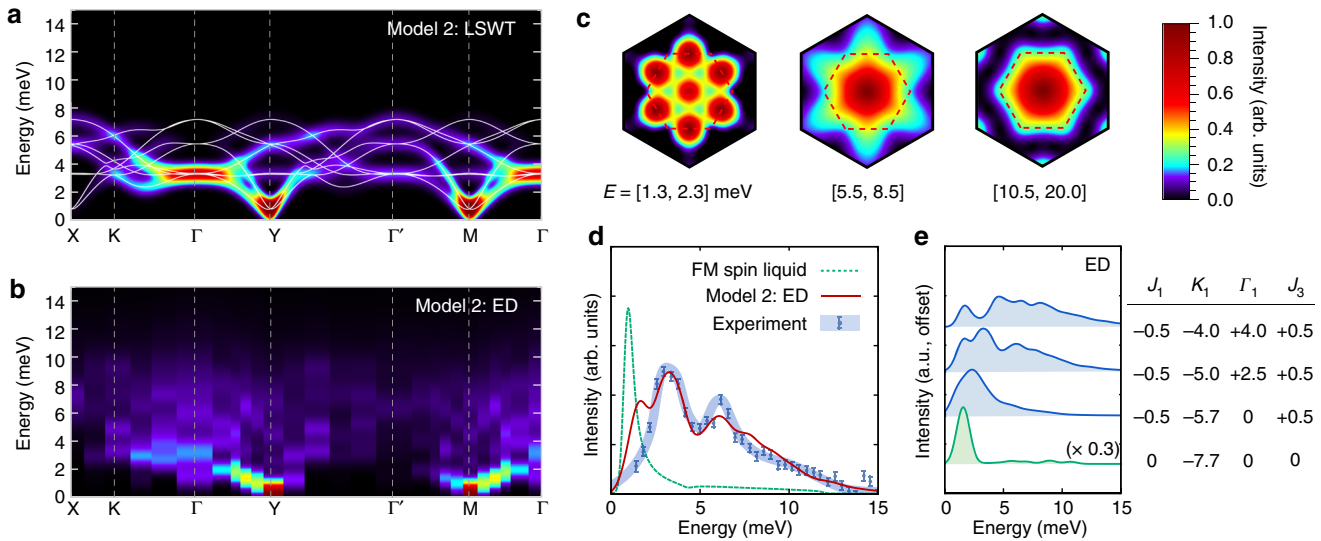 a
Model 2: LSWT
Energy (meV)
14
12
10
8
6
4
2
0
X K Γ Y Γ′ M Γ
b
Model 2: ED
Energy (meV)
14
12
10
8
6
4
2
0
X K Γ Y Γ′ M Γ
c
E = [1.3, 2.3] meV
[5.5, 8.5]
[10.5, 20.0]
1.0
0.8
0.6
0.4
0.2
0.0
Intensity (arb. units)
d
FM spin liquid
Model 2: ED
Experiment
Intensity (arb. units)
0 5 10 15
Energy (meV)
e
ED
Intensity (a.u., offset)
(× 0.3)
0 5 10 15
Energy (meV)
J1 K1 Γ1 J3
−0.5 −4.0 +4.0 +0.5
−0.5 −5.0 +2.5 +0.5
−0.5 −5.7 0 +0.5
0 −7.7 0 0